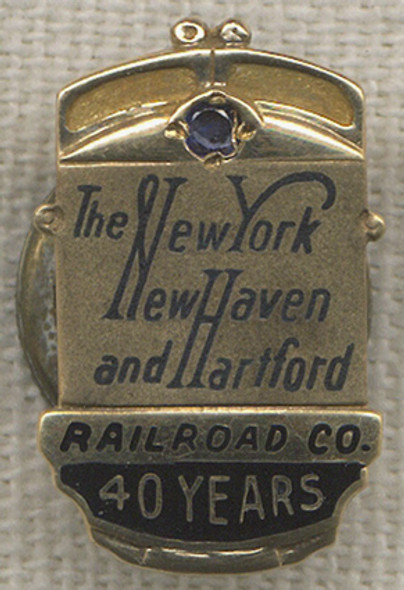 The New York
New Haven
and Hartford
RAILROAD CO.
40 YEARS